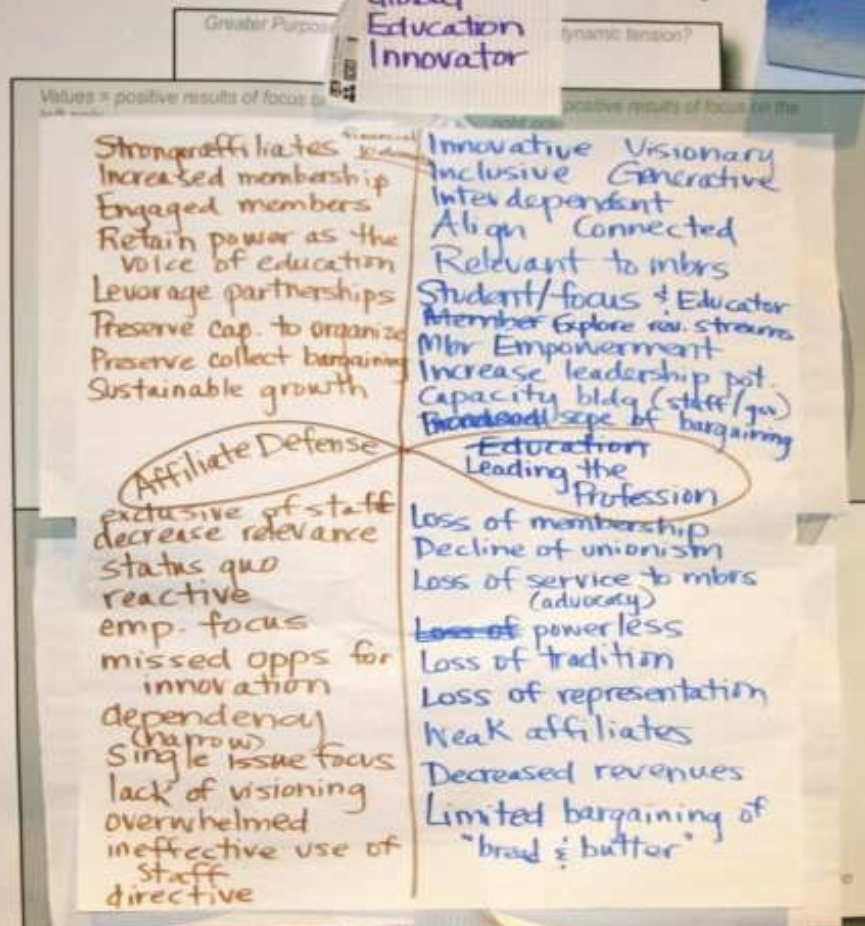 Global
Education
Innovator
Greater Purpos
dynamic tension?
Values = positive results of focus on
positive results of focus on the
Stronger affiliates
Increased membership
Engaged members
Retain power as the
voice of education
Leverage partnerships
Preserve cap. to organize
Preserve collect bargaining
Sustainable growth
Innovative Visionary
Inclusive Generative
Interdependent
Align Connected
Relevant to mbrs
Student/focus & Educator
Member Explore rev. streams
Mbr Empowerment
Increase leadership pot.
Capacity bldg (staff/gov)
Broaden scope of bargaining
Affiliate Defense
Education
Leading the
Profession
exclusive of staff
decrease relevance
status quo
reactive
emp. focus
missed opps for
innovation
dependency
(narrow)
Single issue focus
lack of visioning
overwhelmed
ineffective use of
Staff
directive
Loss of membership
Decline of unionism
Loss of service to mbrs
(advocacy)
Loss of powerless
Loss of tradition
Loss of representation
Weak affiliates
Decreased revenues
Limited bargaining of
"bread & butter"